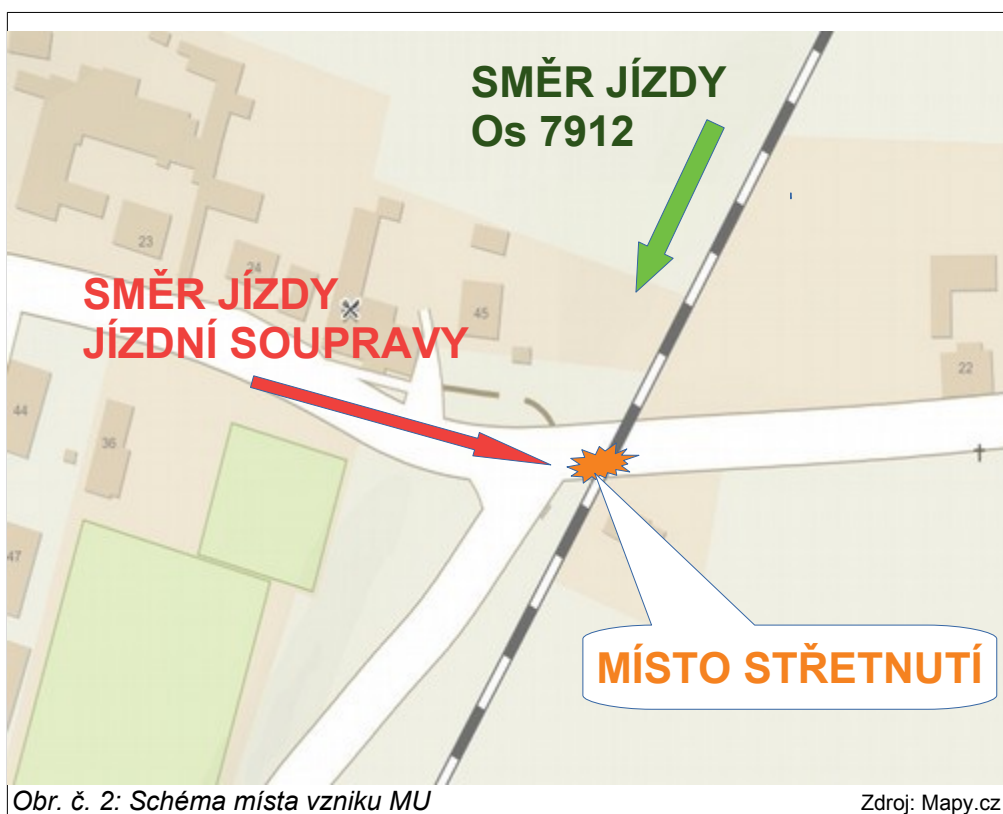 SMĚR JÍZDY
Os 7912
23
24
SMĚR JÍZDY
JÍZDNÍ SOUPRAVY
45
22
44
36
47
MÍSTO STŘETNUTÍ
Obr. č. 2: Schéma místa vzniku MU
Zdroj: Mapy.cz